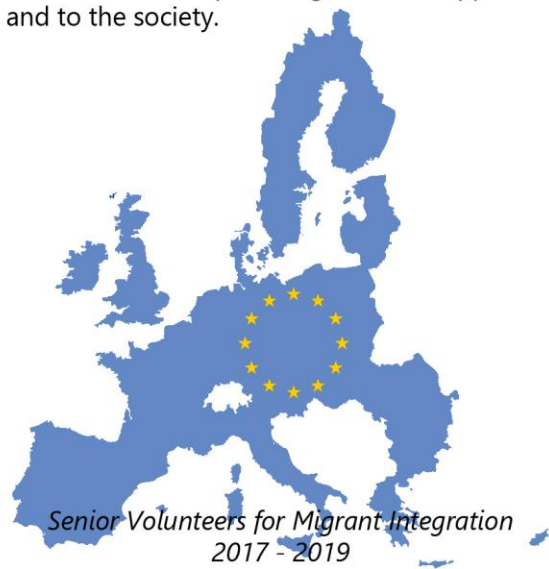 and to the society.
Senior Volunteers for Migrant Integration
2017 - 2019